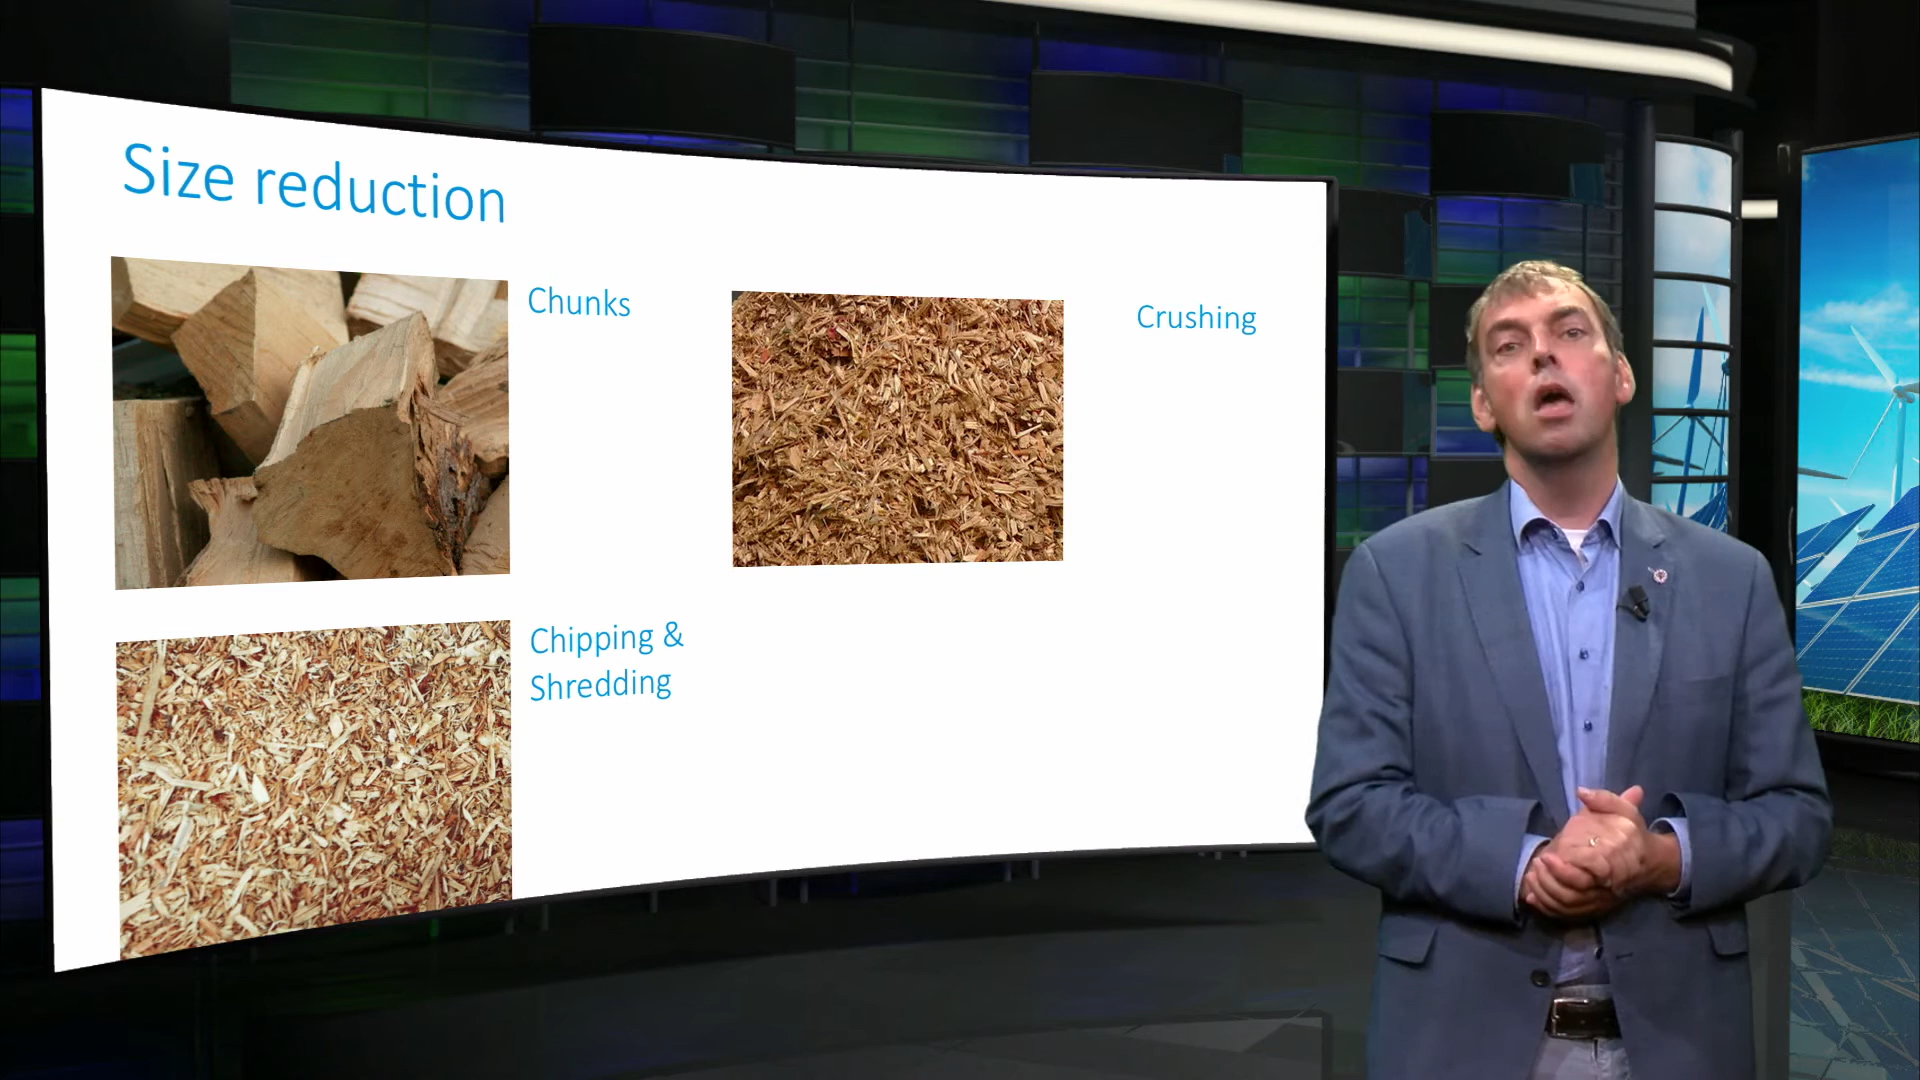 Size reduction
Chunks
Crushing
Chipping &
Shredding